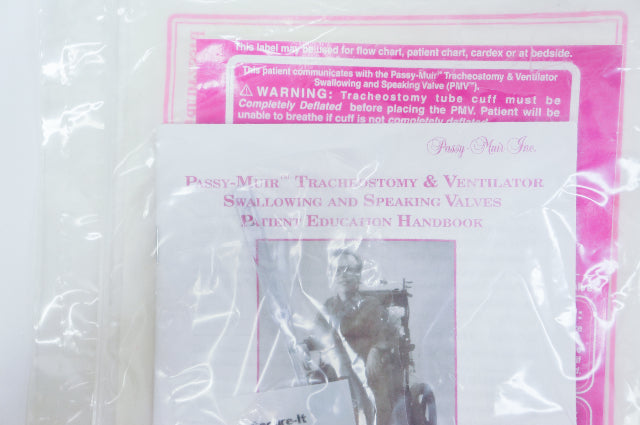 This label may be used for flow chart, patient chart, cardex or at bedside.
This patient communicates with the Passy-Muir™ Tracheostomy & Ventilator
Swallowing and Speaking Valve (PMV™).
⚠ WARNING: Tracheostomy tube cuff must be
Completely Deflated before placing the PMV. Patient will be
unable to breathe if cuff is not completely deflated
Passy-Muir Inc.
PASSY-MUIR™ TRACHEOSTOMY & VENTILATOR
SWALLOWING AND SPEAKING VALVES
PATIENT EDUCATION HANDBOOK